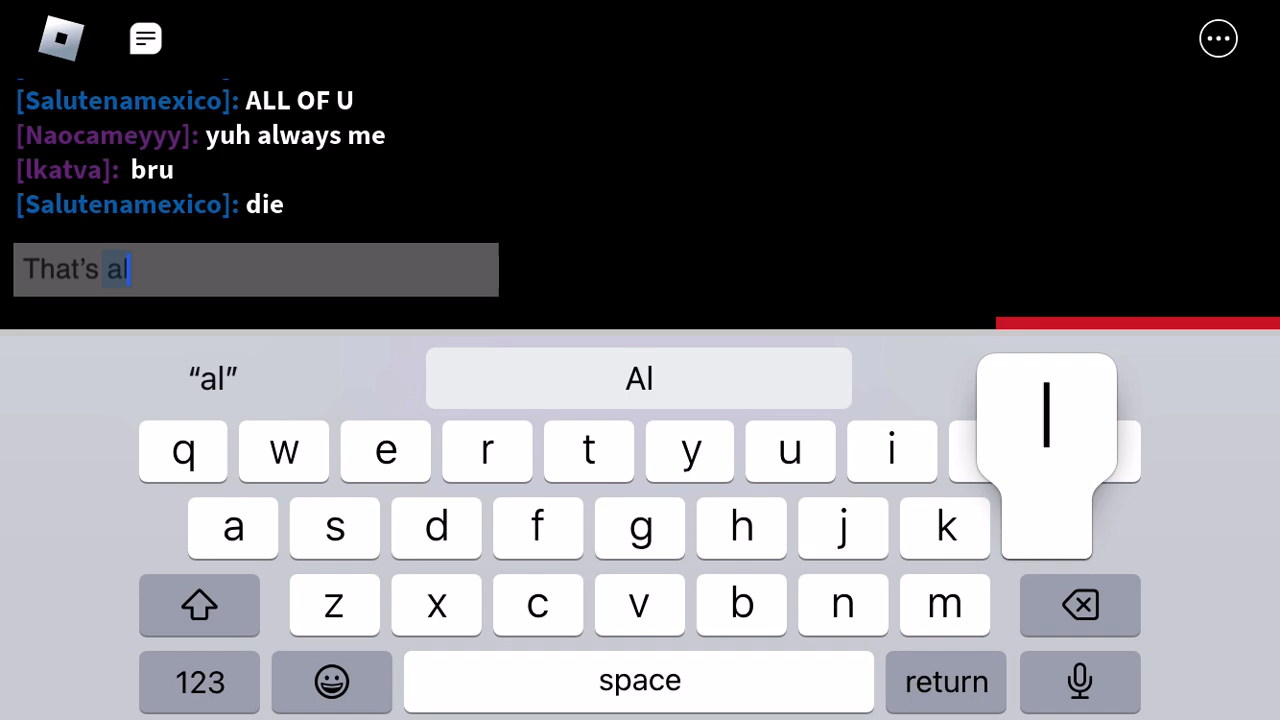 [Salutenamexico]: ALL OF U
[Naocameyyy]: yuh always me
[lkatva]: bru
[Salutenamexico]: die
That’s al
“al”
Al
l
q w e r t y u i
a s d f g h j k
z x c v b n m
123
space
return